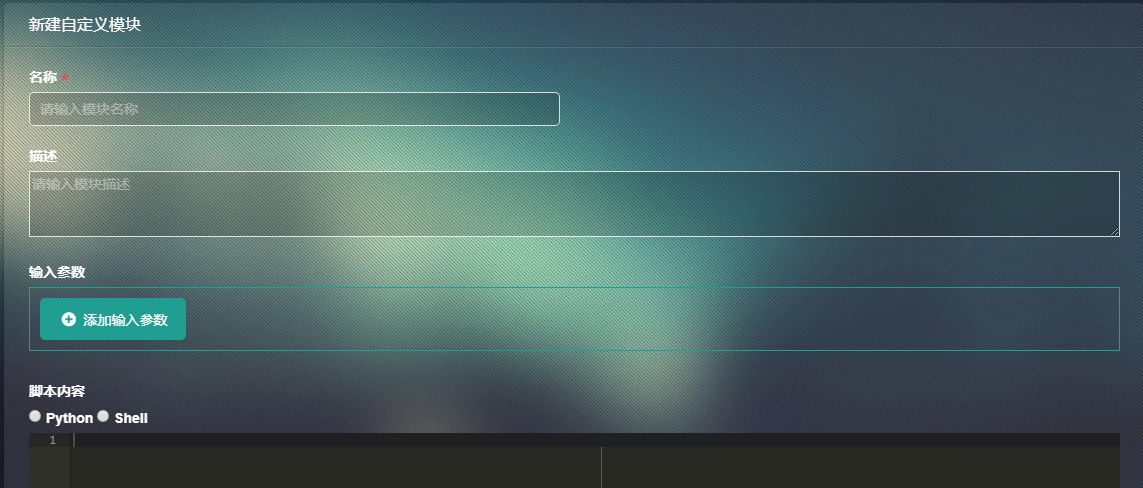 新建自定义模块
名称 *
请输入模块名称
描述
请输入模块描述
输入参数
添加输入参数
脚本内容
Python Shell
1